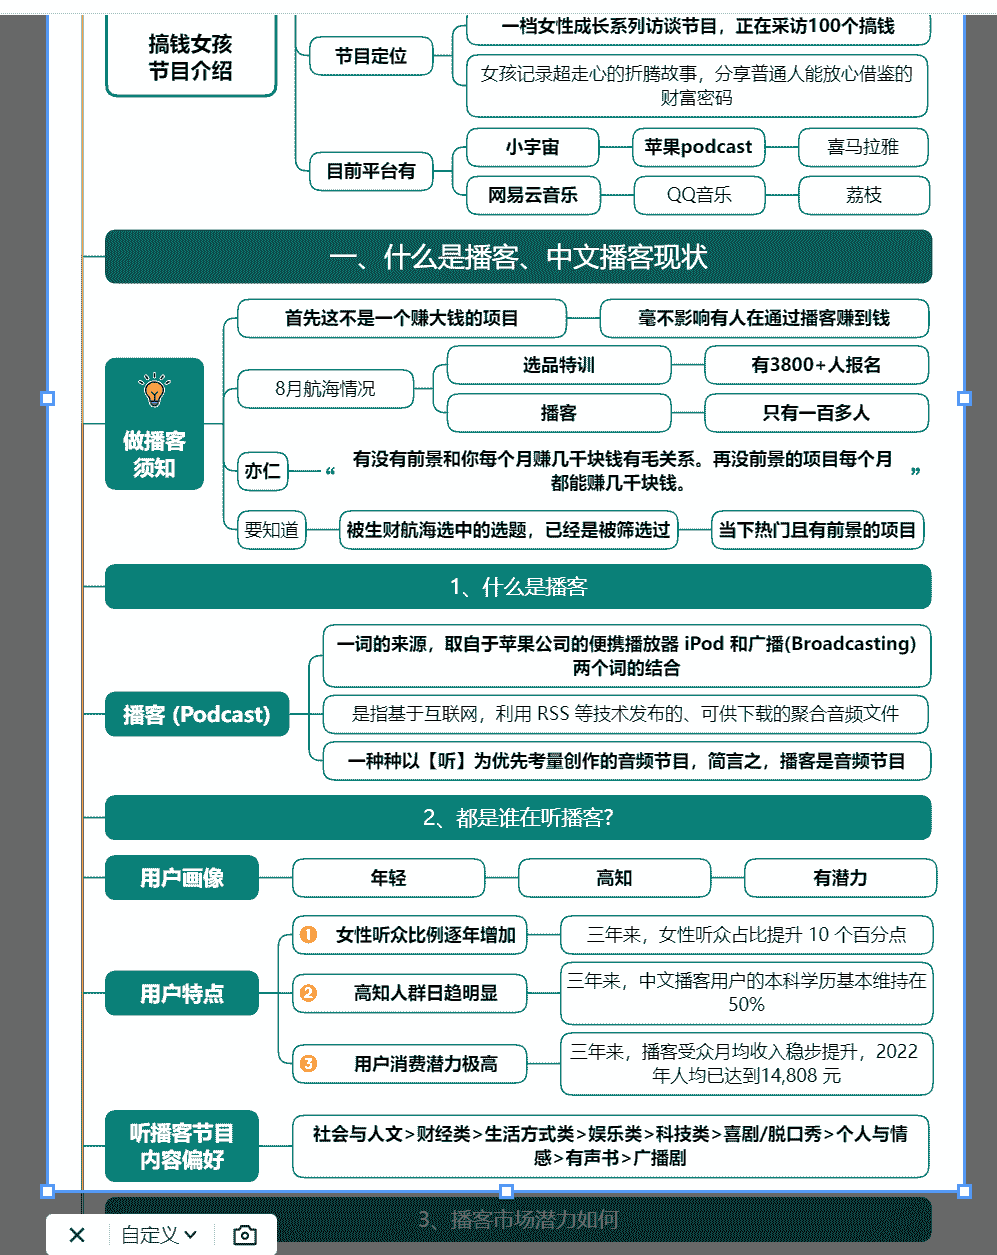 搞钱女孩
节目介绍
节目定位
一档女性成长系列访谈节目，正在采访100个搞钱
女孩记录超走心的折腾故事，分享普通人能放心借鉴的
财富密码
目前平台有
小宇宙
苹果podcast
喜马拉雅
网易云音乐
QQ音乐
荔枝
一、什么是播客、中文播客现状
做播客
须知
首先这不是一个赚大钱的项目
毫不影响有人在通过播客赚到钱
8月航海情况
选品特训
有3800+人报名
播客
只有一百多人
亦仁
“ 有没有前景和你每个月赚几千块钱有毛关系。再没前景的项目每个月 ”
都能赚几千块钱。
要知道
被生财航海选中的选题，已经是被筛选过
当下热门且有前景的项目
1、什么是播客
播客 (Podcast)
一词的来源，取自于苹果公司的便携播放器 iPod 和广播(Broadcasting)
两个词的结合
是指基于互联网，利用 RSS 等技术发布的、可供下载的聚合音频文件
一种种以【听】为优先考量创作的音频节目，简言之，播客是音频节目
2、都是谁在听播客?
用户画像
年轻
高知
有潜力
用户特点
1 女性听众比例逐年增加
三年来，女性听众占比提升 10 个百分点
2 高知人群日趋明显
三年来，中文播客用户的本科学历基本维持在
50%
3 用户消费潜力极高
三年来，播客受众月均收入稳步提升，2022
年人均已达到14,808 元
听播客节目
内容偏好
社会与人文>财经类>生活方式类>娱乐类>科技类>喜剧/脱口秀>个人与情
感>有声书>广播剧
3、播客市场潜力如何
自定义